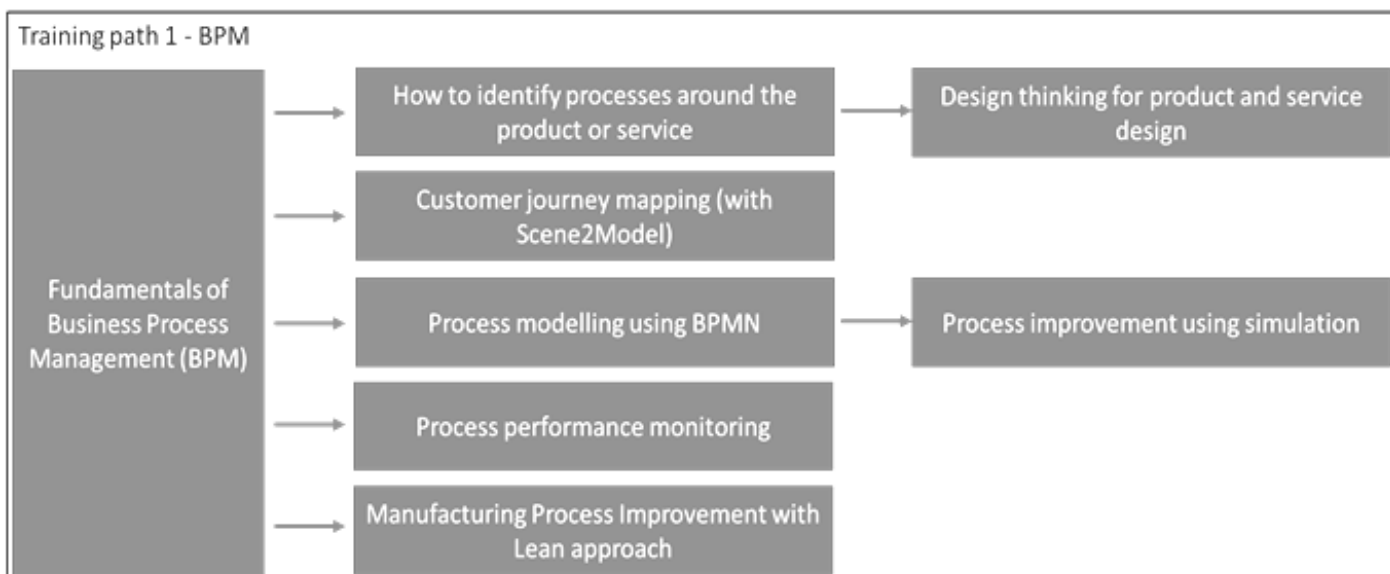 Training path 1 - BPM
Fundamentals of
Business Process
Management (BPM)
How to identify processes around the
product or service
Design thinking for product and service
design
Customer journey mapping (with
Scene2Model)
Process modelling using BPMN
Process improvement using simulation
Process performance monitoring
Manufacturing Process Improvement with
Lean approach